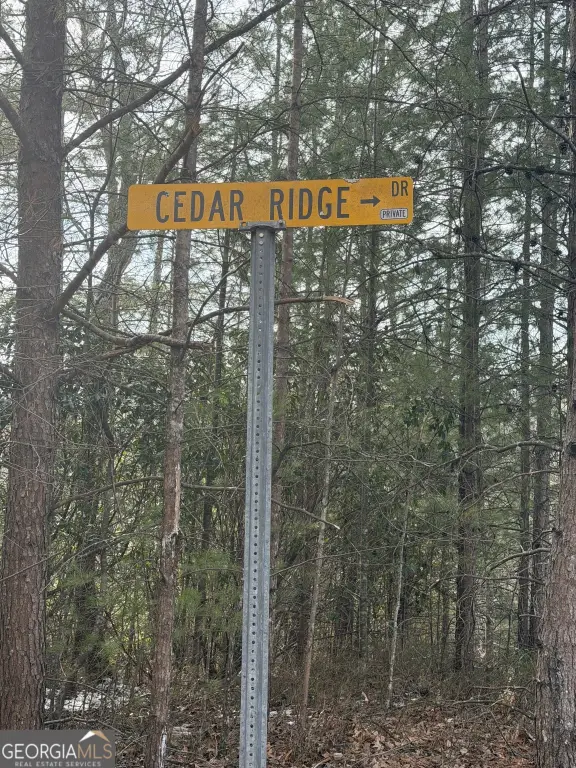 CEDAR RIDGE → DR
PRIVATE
GEORGIAMLS
REAL ESTATE SERVICES